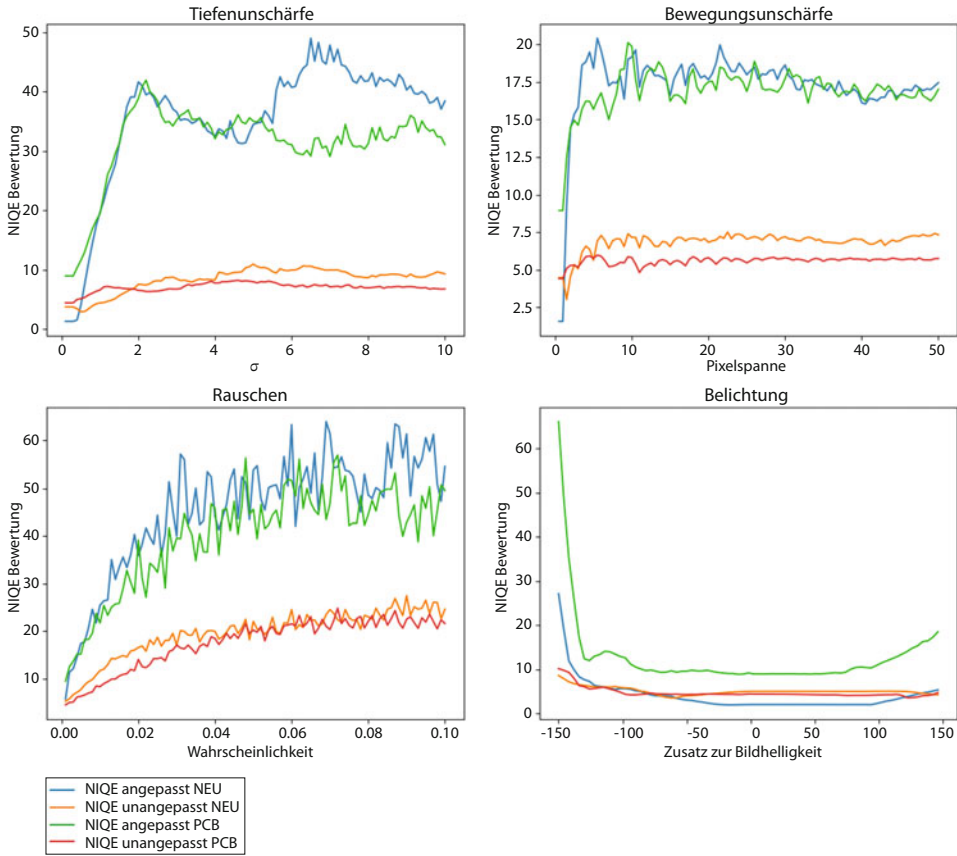 Tiefenunschärfe
NIQE Bewertung
50
40
30
20
10
0
0 2 4 6 8 10
σ
Bewegungsunschärfe
NIQE Bewertung
20
17.5
15.0
12.5
10.0
7.5
5.0
2.5
0 10 20 30 40 50
Pixelspanne
Rauschen
NIQE Bewertung
60
50
40
30
20
10
0.00 0.02 0.04 0.06 0.08 0.10
Wahrscheinlichkeit
Belichtung
NIQE Bewertung
60
50
40
30
20
10
0
-150 -100 -50 0 50 100 150
Zusatz zur Bildhelligkeit
NIQE angepasst NEU
NIQE unangepasst NEU
NIQE angepasst PCB
NIQE unangepasst PCB